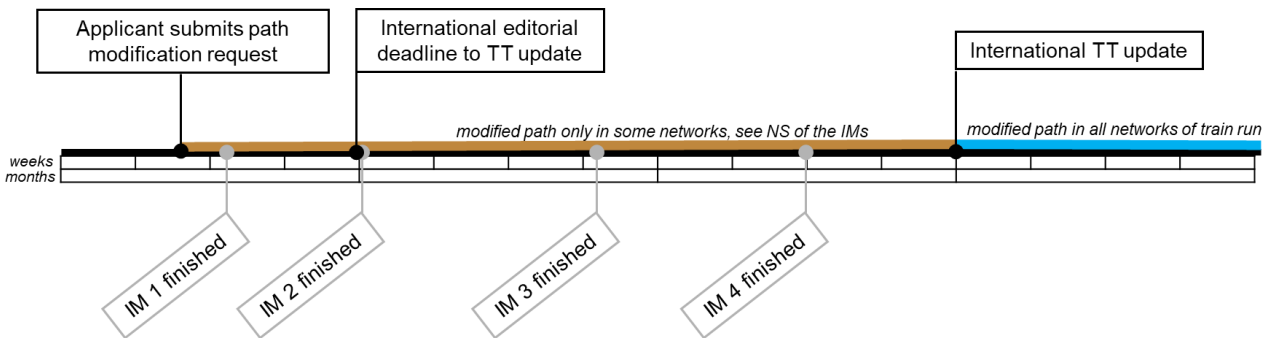 Applicant submits path
modification request
International editorial
deadline to TT update
International TT update
modified path only in some networks, see NS of the IMs
modified path in all networks of train run
weeks
months
IM 1 finished
IM 2 finished
IM 3 finished
IM 4 finished